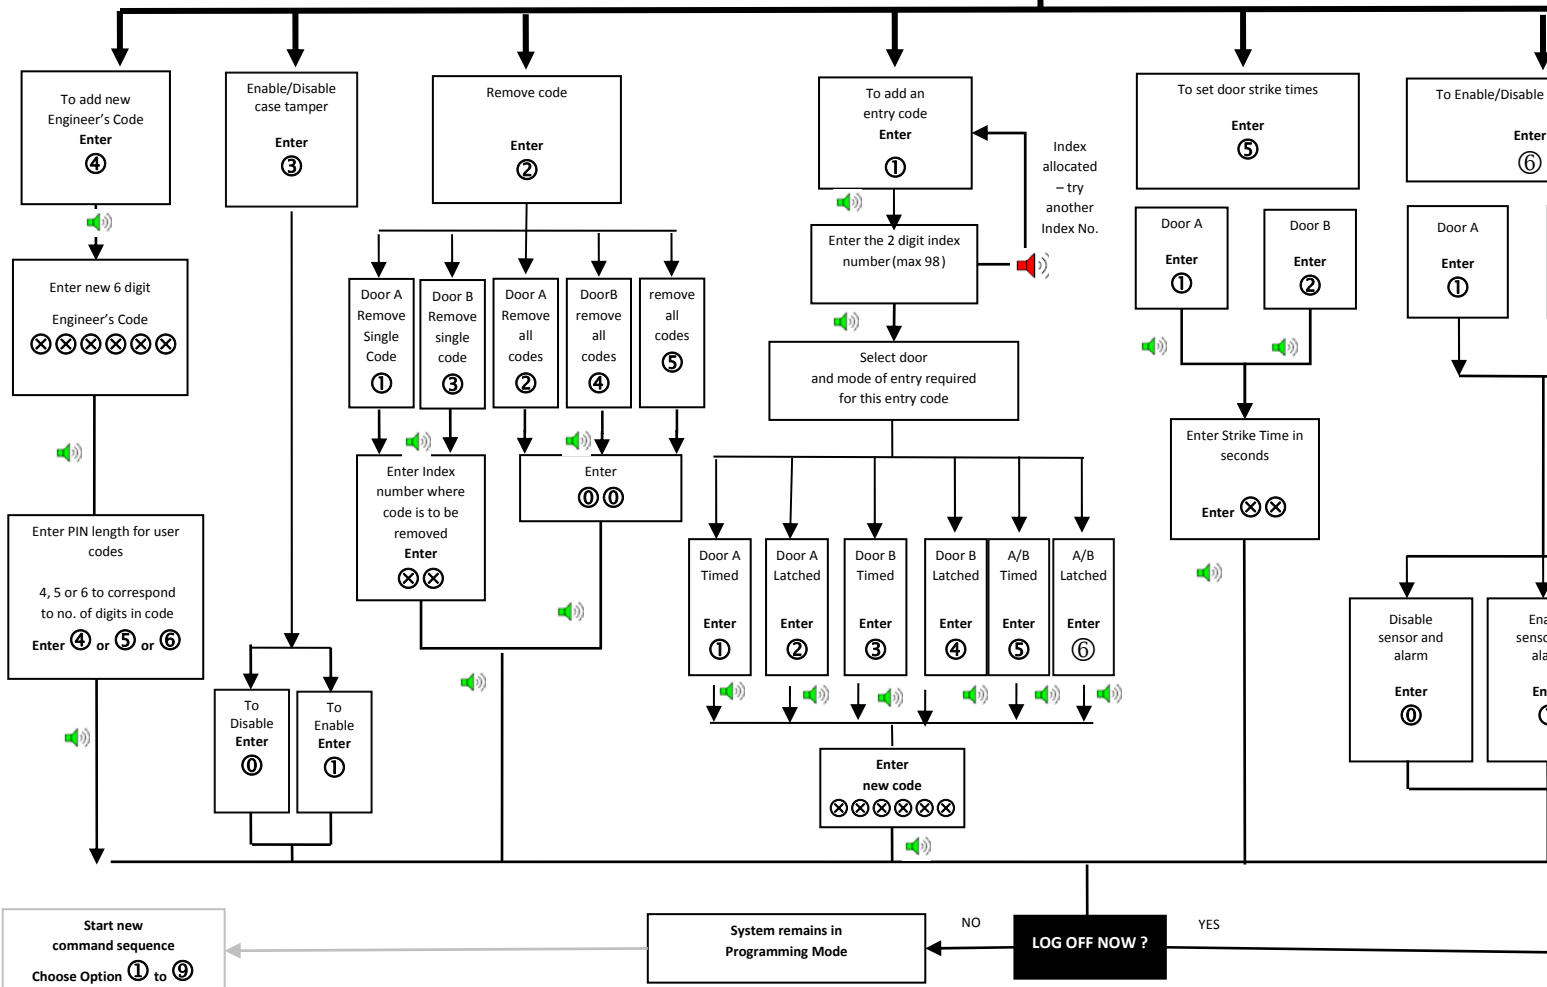 To add new
Engineer's Code
Enter
④
Enter new 6 digit
Engineer's Code
ⓧⓧⓧⓧⓧⓧ
Enter PIN length for user
codes
4, 5 or 6 to correspond
to no. of digits in code
Enter ④ or ⑤ or ⑥
Enable/Disable
case tamper
Enter
③
To
Disable
Enter
⓪
To
Enable
Enter
①
Remove code
Enter
②
Door A
Remove
Single
Code
①
Door B
Remove
single
code
③
Door A
Remove
all
codes
②
DoorB
remove
all
codes
④
remove
all
codes
⑤
Enter Index
number where
code is to be
removed
Enter
ⓧⓧ
Enter
⓪⓪
To add an
entry code
Enter
①
Index
allocated
– try
another
Index No.
Enter the 2 digit index
number (max 98)
Select door
and mode of entry required
for this entry code
Door A
Timed
Enter
①
Door A
Latched
Enter
②
Door B
Timed
Enter
③
Door B
Latched
Enter
④
A/B
Timed
Enter
⑤
A/B
Latched
Enter
⑥
Enter
new code
ⓧⓧⓧⓧⓧⓧ
To set door strike times
Enter
⑤
Door A
Enter
①
Door B
Enter
②
Enter Strike Time in
seconds
Enter ⓧⓧ
To Enable/Disable
Enter
⑥
Door A
Enter
①
Disable
sensor and
alarm
Enter
⓪
LOG OFF NOW ?
NO
YES
System remains in
Programming Mode
Start new
command sequence
Choose Option ① to ⑨